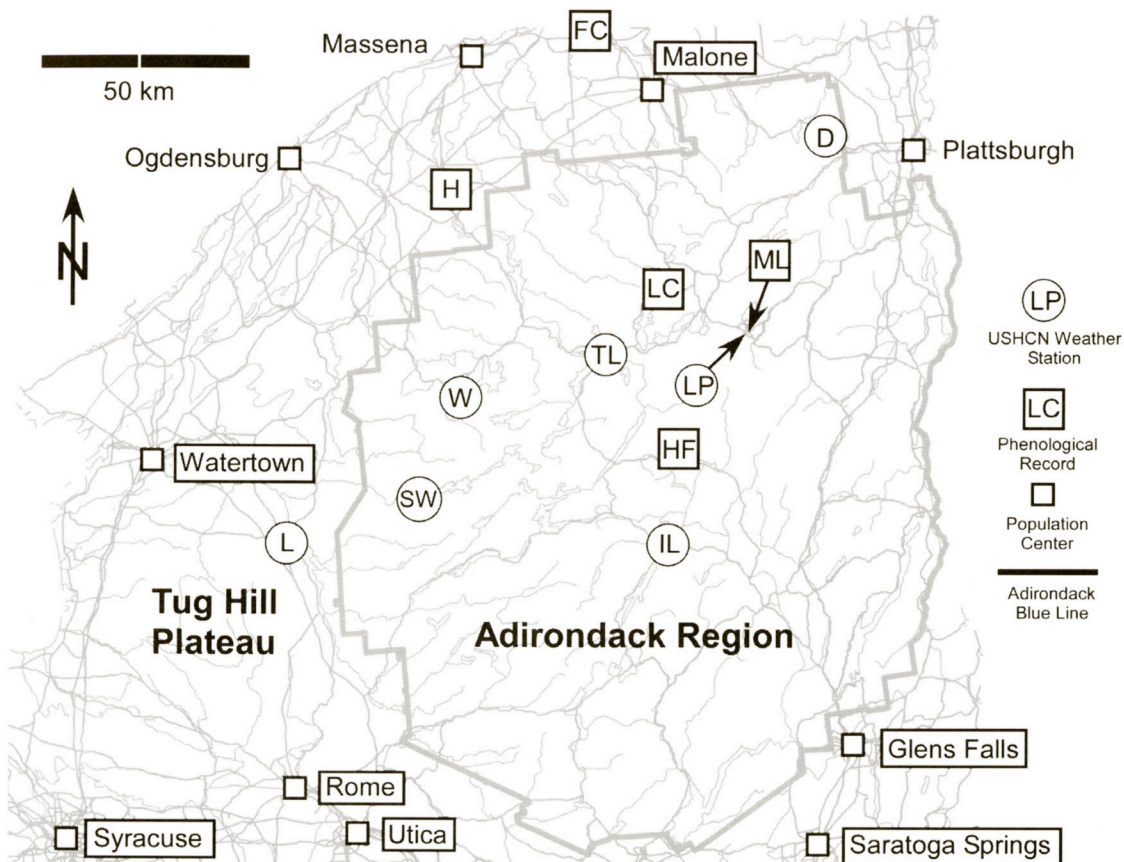 FC
Massena
Malone
50 km
D
Ogdensburg
Plattsburgh
H
N
ML
LC
LP
USHCN Weather
Station
TL
LP
W
LC
Phenological
Record
HF
Watertown
SW
Population
Center
L
IL
Adirondack
Blue Line
Tug Hill
Plateau
Adirondack Region
Glens Falls
Rome
Syracuse
Utica
Saratoga Springs